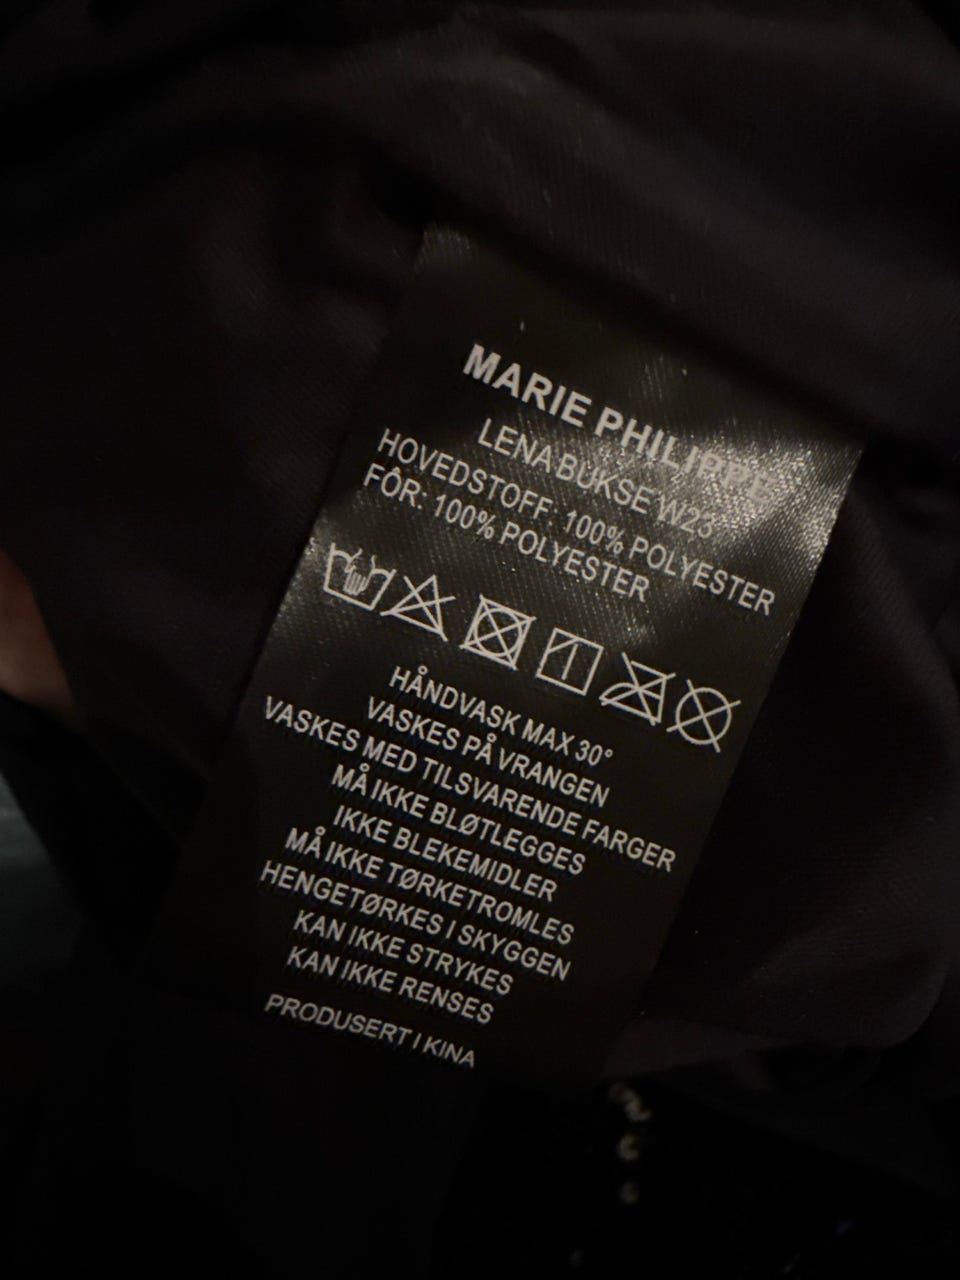 MARIE PHILIPPE
LENA BUKSE W23
HOVEDSTOFF: 100% POLYESTER
FÔR: 100% POLYESTER
HÅNDVASK MAX 30°
VASKES PÅ VRANGEN
VASKES MED TILSVARENDE FARGER
MÅ IKKE BLØTLEGGES
IKKE BLEKEMIDLER
MÅ IKKE TØRKETROMLES
HENGETØRKES I SKYGGEN
KAN IKKE STRYKES
KAN IKKE RENSES
PRODUSERT I KINA